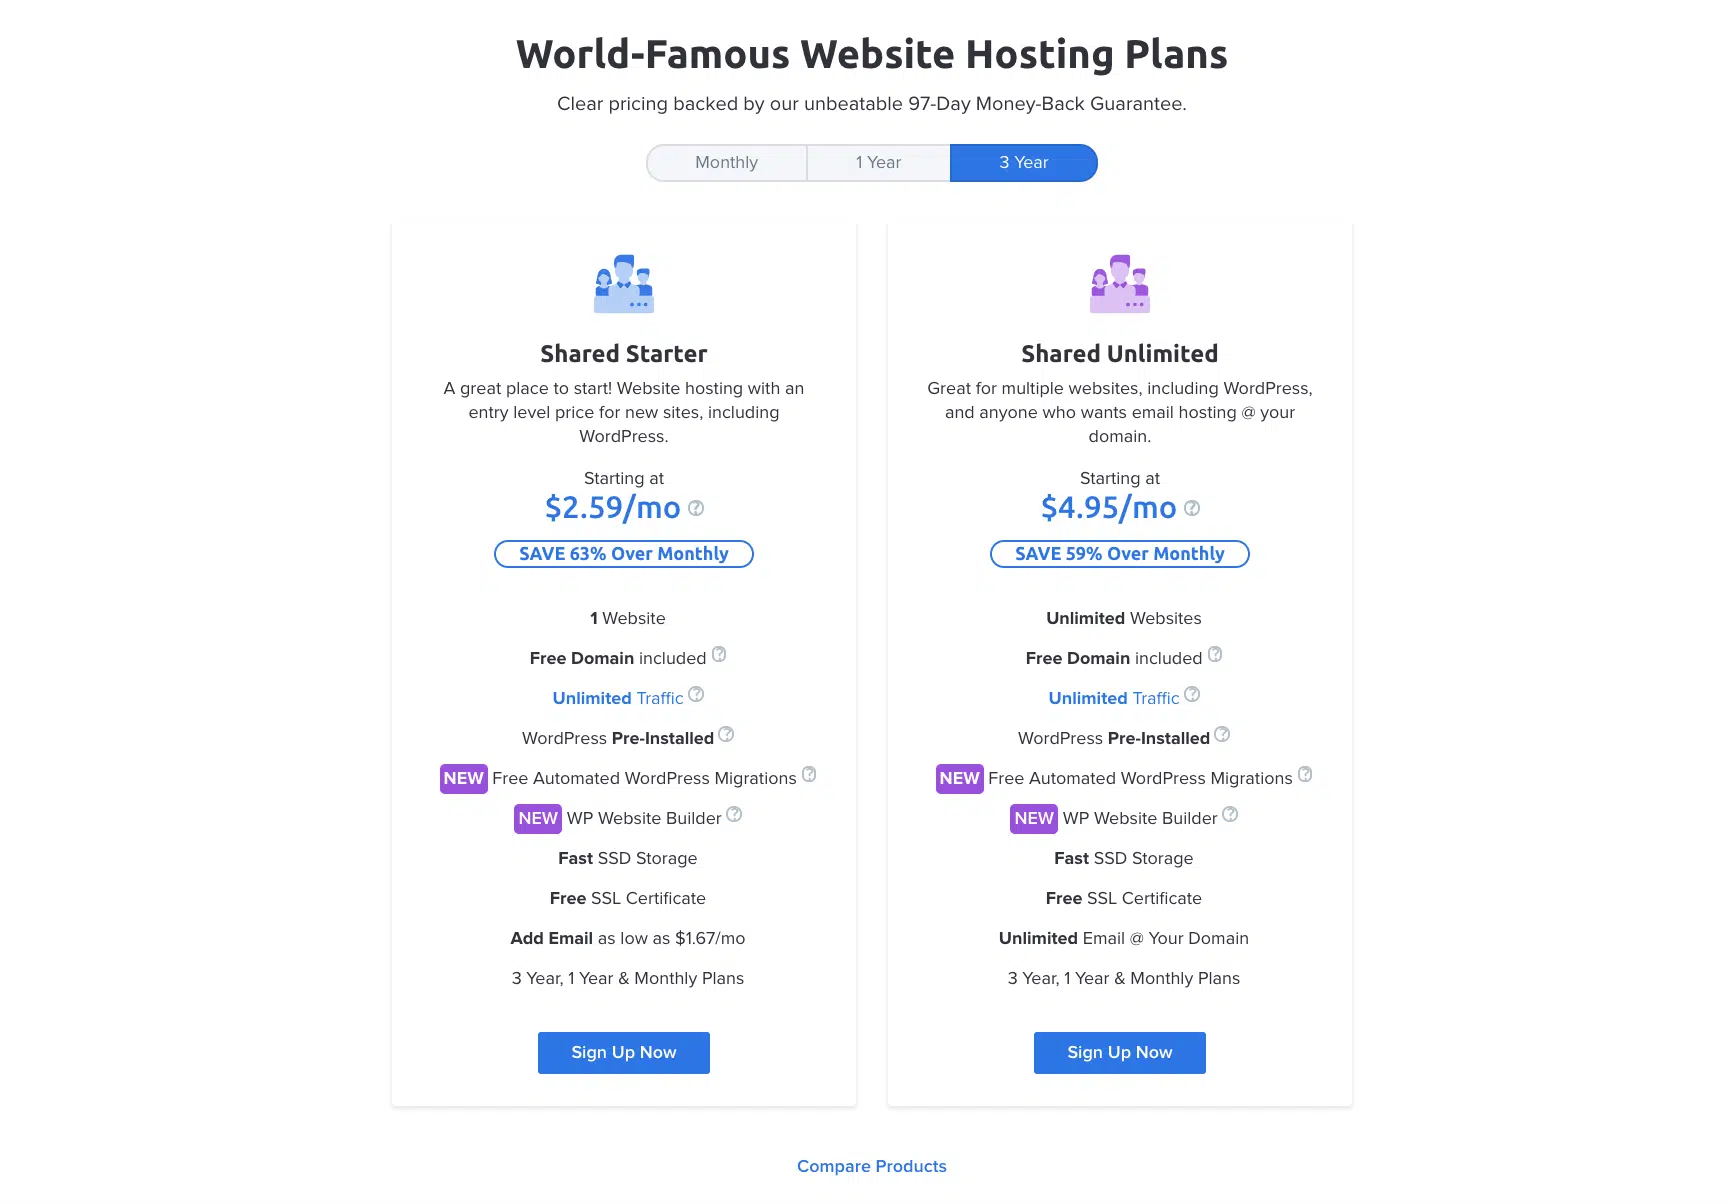 World-Famous Website Hosting Plans
Clear pricing backed by our unbeatable 97-Day Money-Back Guarantee.
Monthly
1 Year
3 Year
Shared Starter
A great place to start! Website hosting with an
entry level price for new sites, including
WordPress.
Starting at
$2.59/mo ?
SAVE 63% Over Monthly
1 Website
Free Domain included ?
Unlimited Traffic ?
WordPress Pre-Installed ?
NEW Free Automated WordPress Migrations ?
NEW WP Website Builder ?
Fast SSD Storage
Free SSL Certificate
Add Email as low as $1.67/mo
3 Year, 1 Year & Monthly Plans
Sign Up Now
Shared Unlimited
Great for multiple websites, including WordPress,
and anyone who wants email hosting @ your
domain.
Starting at
$4.95/mo ?
SAVE 59% Over Monthly
Unlimited Websites
Free Domain included ?
Unlimited Traffic ?
WordPress Pre-Installed ?
NEW Free Automated WordPress Migrations ?
NEW WP Website Builder ?
Fast SSD Storage
Free SSL Certificate
Unlimited Email @ Your Domain
3 Year, 1 Year & Monthly Plans
Sign Up Now
Compare Products